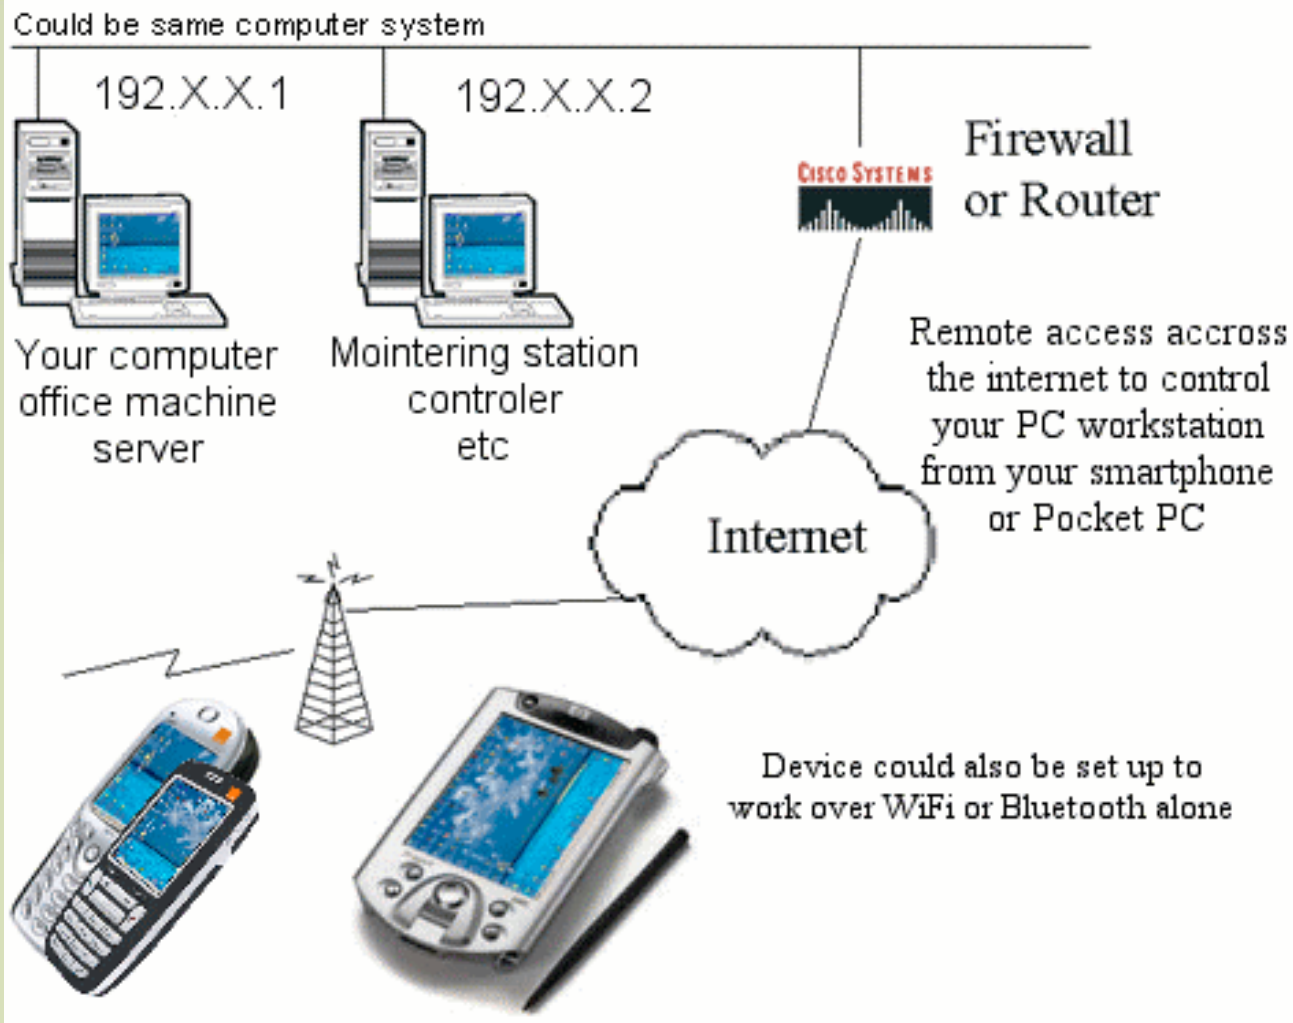 Could be same computer system
192.X.X.1
192.X.X.2
Firewall
or Router
CISCO SYSTEMS
Your computer
office machine
server
Mointering station
controler
etc
Remote access accross
the internet to control
your PC workstation
from your smartphone
or Pocket PC
Internet
Device could also be set up to
work over WiFi or Bluetooth alone